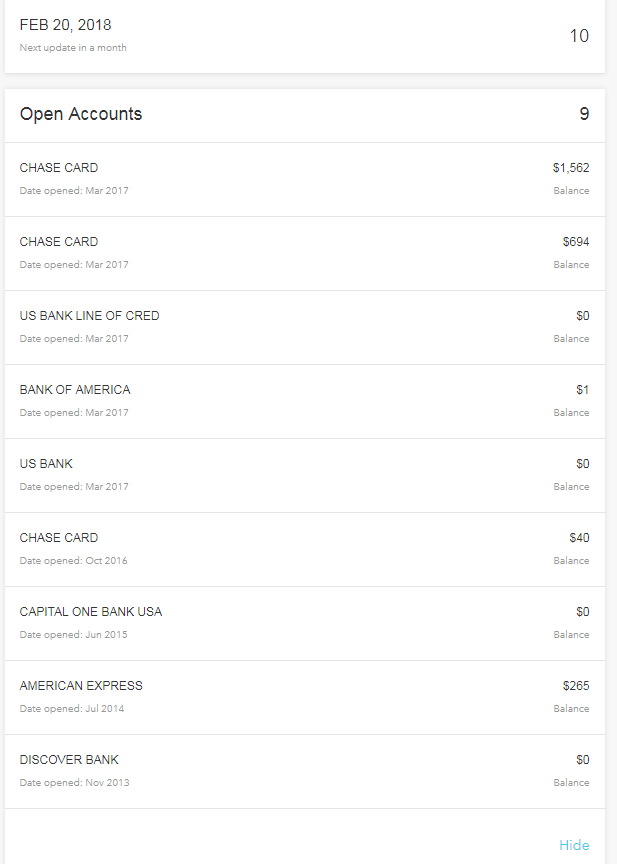 FEB 20, 2018
10
Next update in a month
Open Accounts
9
CHASE CARD
$1,562
Date opened: Mar 2017
Balance
CHASE CARD
$694
Date opened: Mar 2017
Balance
US BANK LINE OF CRED
$0
Date opened: Mar 2017
Balance
BANK OF AMERICA
$1
Date opened: Mar 2017
Balance
US BANK
$0
Date opened: Mar 2017
Balance
CHASE CARD
$40
Date opened: Oct 2016
Balance
CAPITAL ONE BANK USA
$0
Date opened: Jun 2015
Balance
AMERICAN EXPRESS
$265
Date opened: Jul 2014
Balance
DISCOVER BANK
$0
Date opened: Nov 2013
Balance
Hide